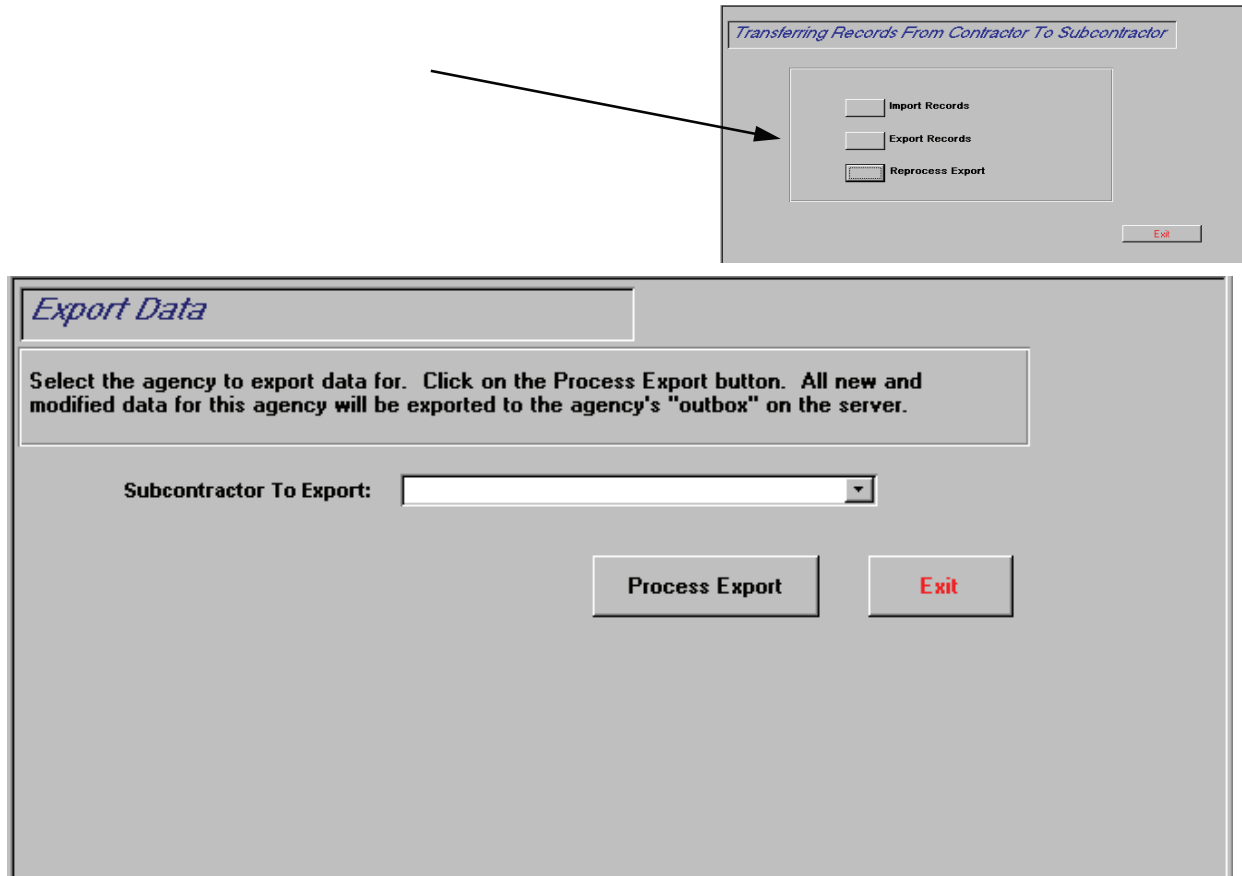 Transferring Records From Contractor To Subcontractor
Import Records
Export Records
Reprocess Export
Exit
Export Data
Select the agency to export data for.  Click on the Process Export button.  All new and
modified data for this agency will be exported to the agency's "outbox" on the server.
Subcontractor To Export:
Process Export
Exit